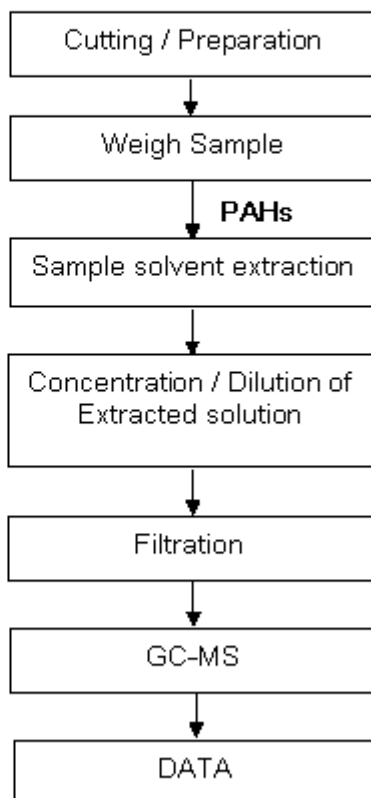 Cutting / Preparation
Weigh Sample
PAHs
Sample solvent extraction
Concentration / Dilution of
Extracted solution
Filtration
GC-MS
DATA